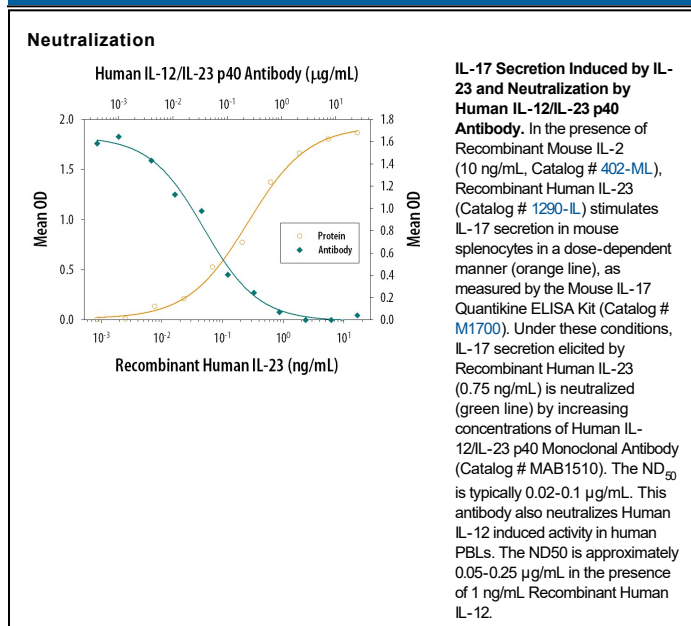 Neutralization
Human IL-12/IL-23 p40 Antibody (μg/mL)
10⁻³ 10⁻² 10⁻¹ 10⁰ 10¹
2.0
1.5
1.0
0.5
0.0
Mean OD
1.8
1.6
1.4
1.2
1.0
0.8
0.6
0.4
0.2
0.0
Mean OD
Protein
Antibody
10⁻³ 10⁻² 10⁻¹ 10⁰ 10¹
Recombinant Human IL-23 (ng/mL)
IL-17 Secretion Induced by IL-
23 and Neutralization by
Human IL-12/IL-23 p40
Antibody. In the presence of
Recombinant Mouse IL-2
(10 ng/mL, Catalog # 402-ML),
Recombinant Human IL-23
(Catalog # 1290-IL) stimulates
IL-17 secretion in mouse
splenocytes in a dose-dependent
manner (orange line), as
measured by the Mouse IL-17
Quantikine ELISA Kit (Catalog #
M1700). Under these conditions,
IL-17 secretion elicited by
Recombinant Human IL-23
(0.75 ng/mL) is neutralized
(green line) by increasing
concentrations of Human IL-
12/IL-23 p40 Monoclonal Antibody
(Catalog # MAB1510). The ND₅₀
is typically 0.02-0.1 μg/mL. This
antibody also neutralizes Human
IL-12 induced activity in human
PBLs. The ND50 is approximately
0.05-0.25 μg/mL in the presence
of 1 ng/mL Recombinant Human
IL-12.